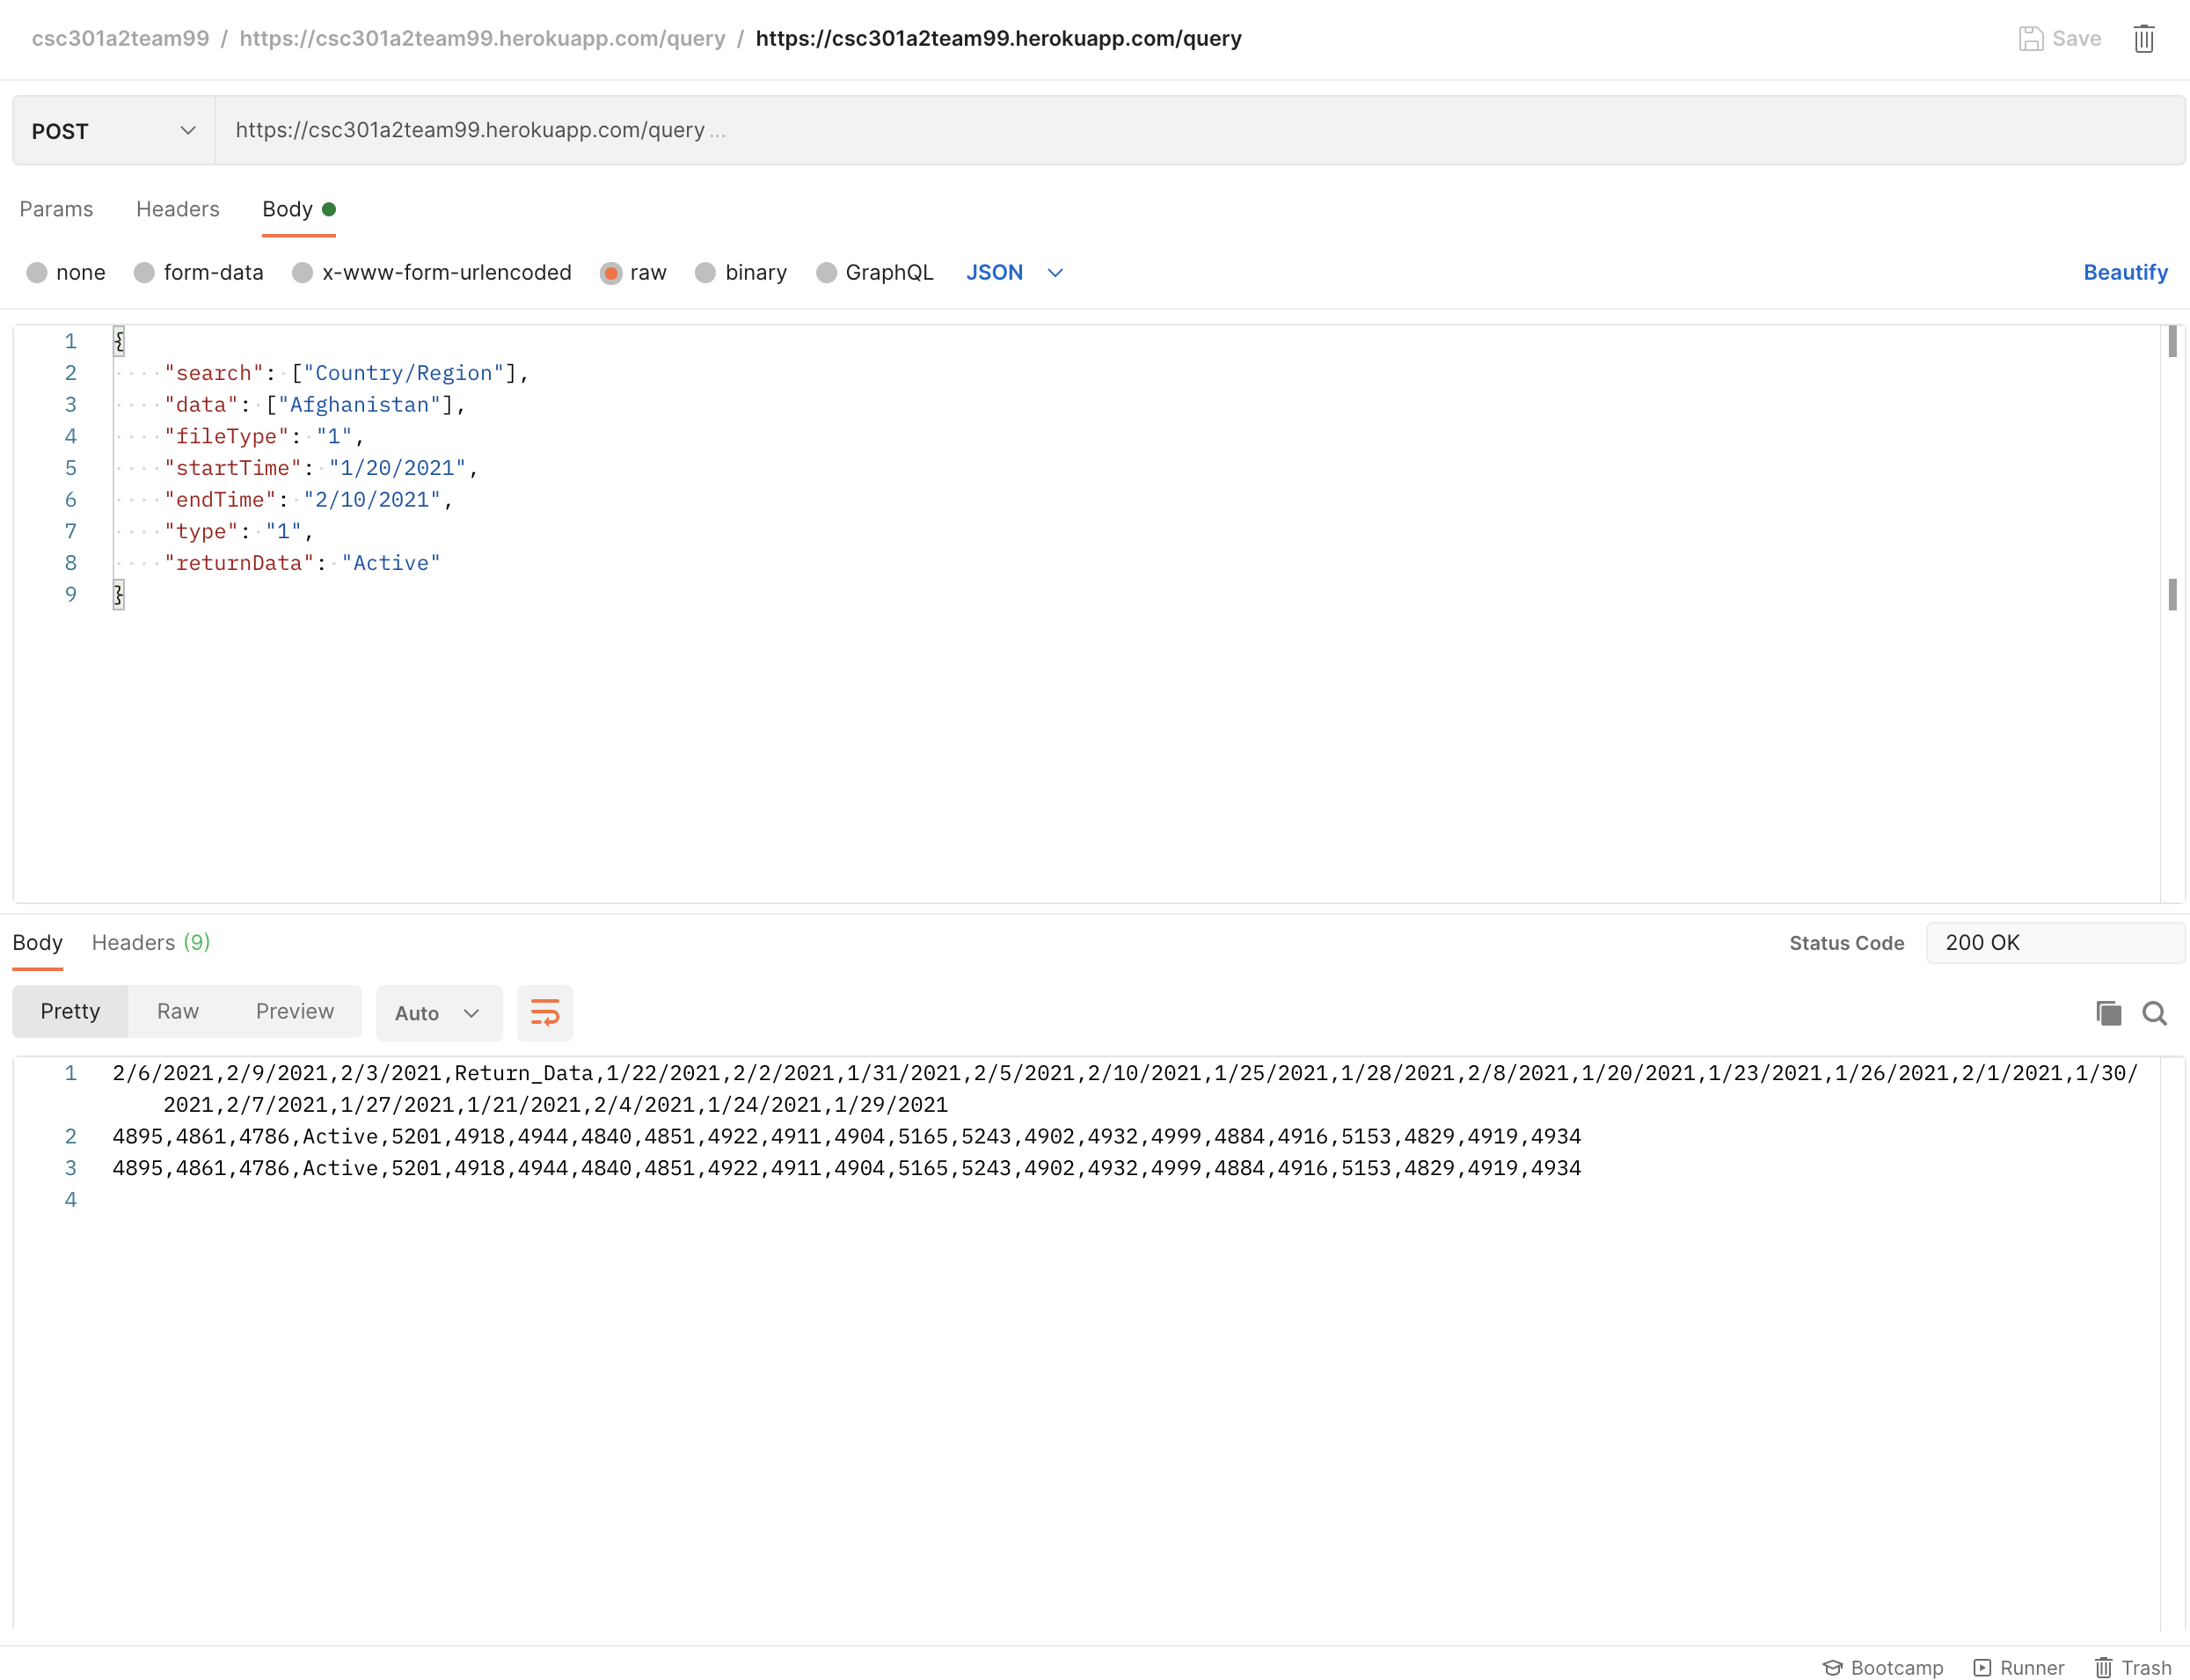 csc301a2team99 / https://csc301a2team99.herokuapp.com/query / https://csc301a2team99.herokuapp.com/query Save
POST https://csc301a2team99.herokuapp.com/query ...
Params Headers Body
none form-data x-www-form-urlencoded raw binary GraphQL JSON Beautify
1 {
2 "search": ["Country/Region"],
3 "data": ["Afghanistan"],
4 "fileType": "1",
5 "startTime": "1/20/2021",
6 "endTime": "2/10/2021",
7 "type": "1",
8 "returnData": "Active"
9 }
Body Headers (9) Status Code 200 OK
Pretty Raw Preview Auto
1 2/6/2021,2/9/2021,2/3/2021,Return_Data,1/22/2021,2/2/2021,1/31/2021,2/5/2021,2/10/2021,1/25/2021,1/28/2021,2/8/2021,1/20/2021,1/23/2021,1/26/2021,2/1/2021,1/30/
2021,2/7/2021,1/27/2021,1/21/2021,2/4/2021,1/24/2021,1/29/2021
2 4895,4861,4786,Active,5201,4918,4944,4840,4851,4922,4911,4904,5165,5243,4902,4932,4999,4884,4916,5153,4829,4919,4934
3 4895,4861,4786,Active,5201,4918,4944,4840,4851,4922,4911,4904,5165,5243,4902,4932,4999,4884,4916,5153,4829,4919,4934
4
Bootcamp Runner Trash